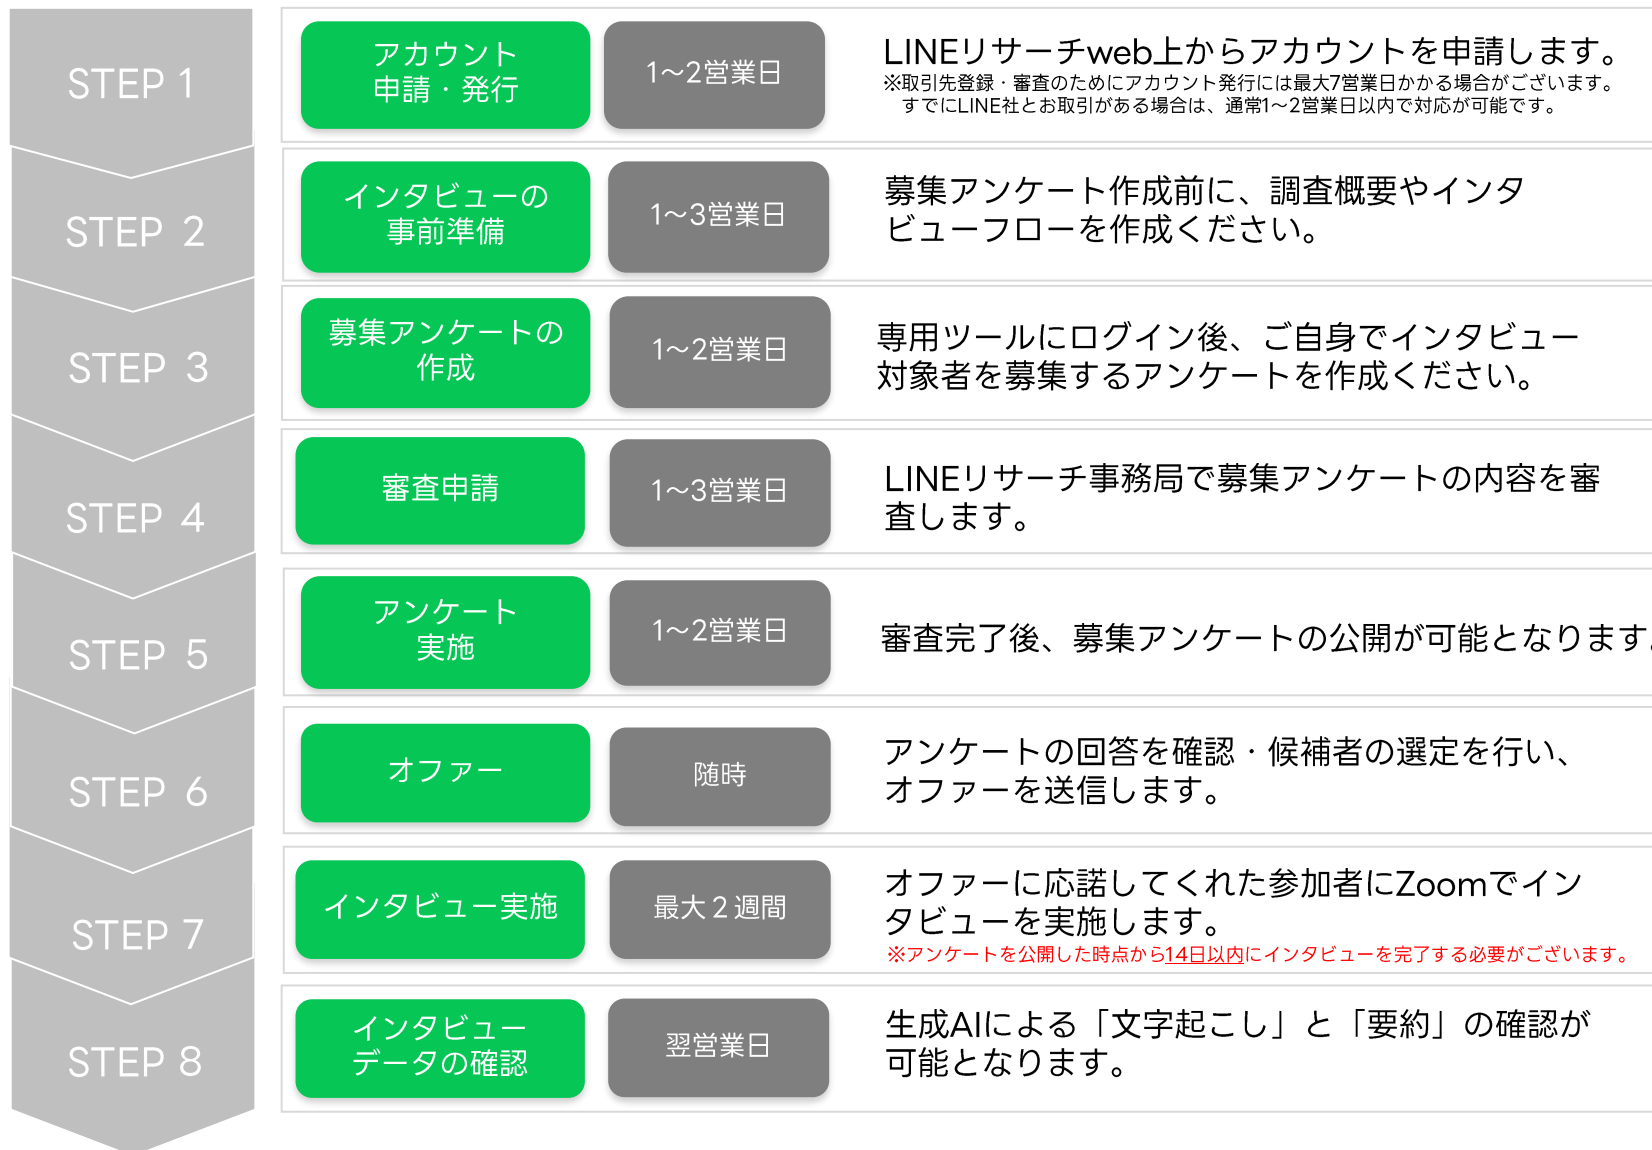 STEP 1
アカウント
申請・発行
1〜2営業日
LINEリサーチweb上からアカウントを申請します。
※取引先登録・審査のためにアカウント発行には最大7営業日かかる場合がございます。
すでにLINE社とお取引がある場合は、通常1〜2営業日以内で対応が可能です。
STEP 2
インタビューの
事前準備
1〜3営業日
募集アンケート作成前に、調査概要やインタ
ビューフローを作成ください。
STEP 3
募集アンケートの
作成
1〜2営業日
専用ツールにログイン後、ご自身でインタビュー
対象者を募集するアンケートを作成ください。
STEP 4
審査申請
1〜3営業日
LINEリサーチ事務局で募集アンケートの内容を審
査します。
STEP 5
アンケート
実施
1〜2営業日
審査完了後、募集アンケートの公開が可能となります。
STEP 6
オファー
随時
アンケートの回答を確認・候補者の選定を行い、
オファーを送信します。
STEP 7
インタビュー実施
最大２週間
オファーに応諾してくれた参加者にZoomでイン
タビューを実施します。
※アンケートを公開した時点から14日以内にインタビューを完了する必要がございます。
STEP 8
インタビュー
データの確認
翌営業日
生成AIによる「文字起こし」と「要約」の確認が
可能となります。